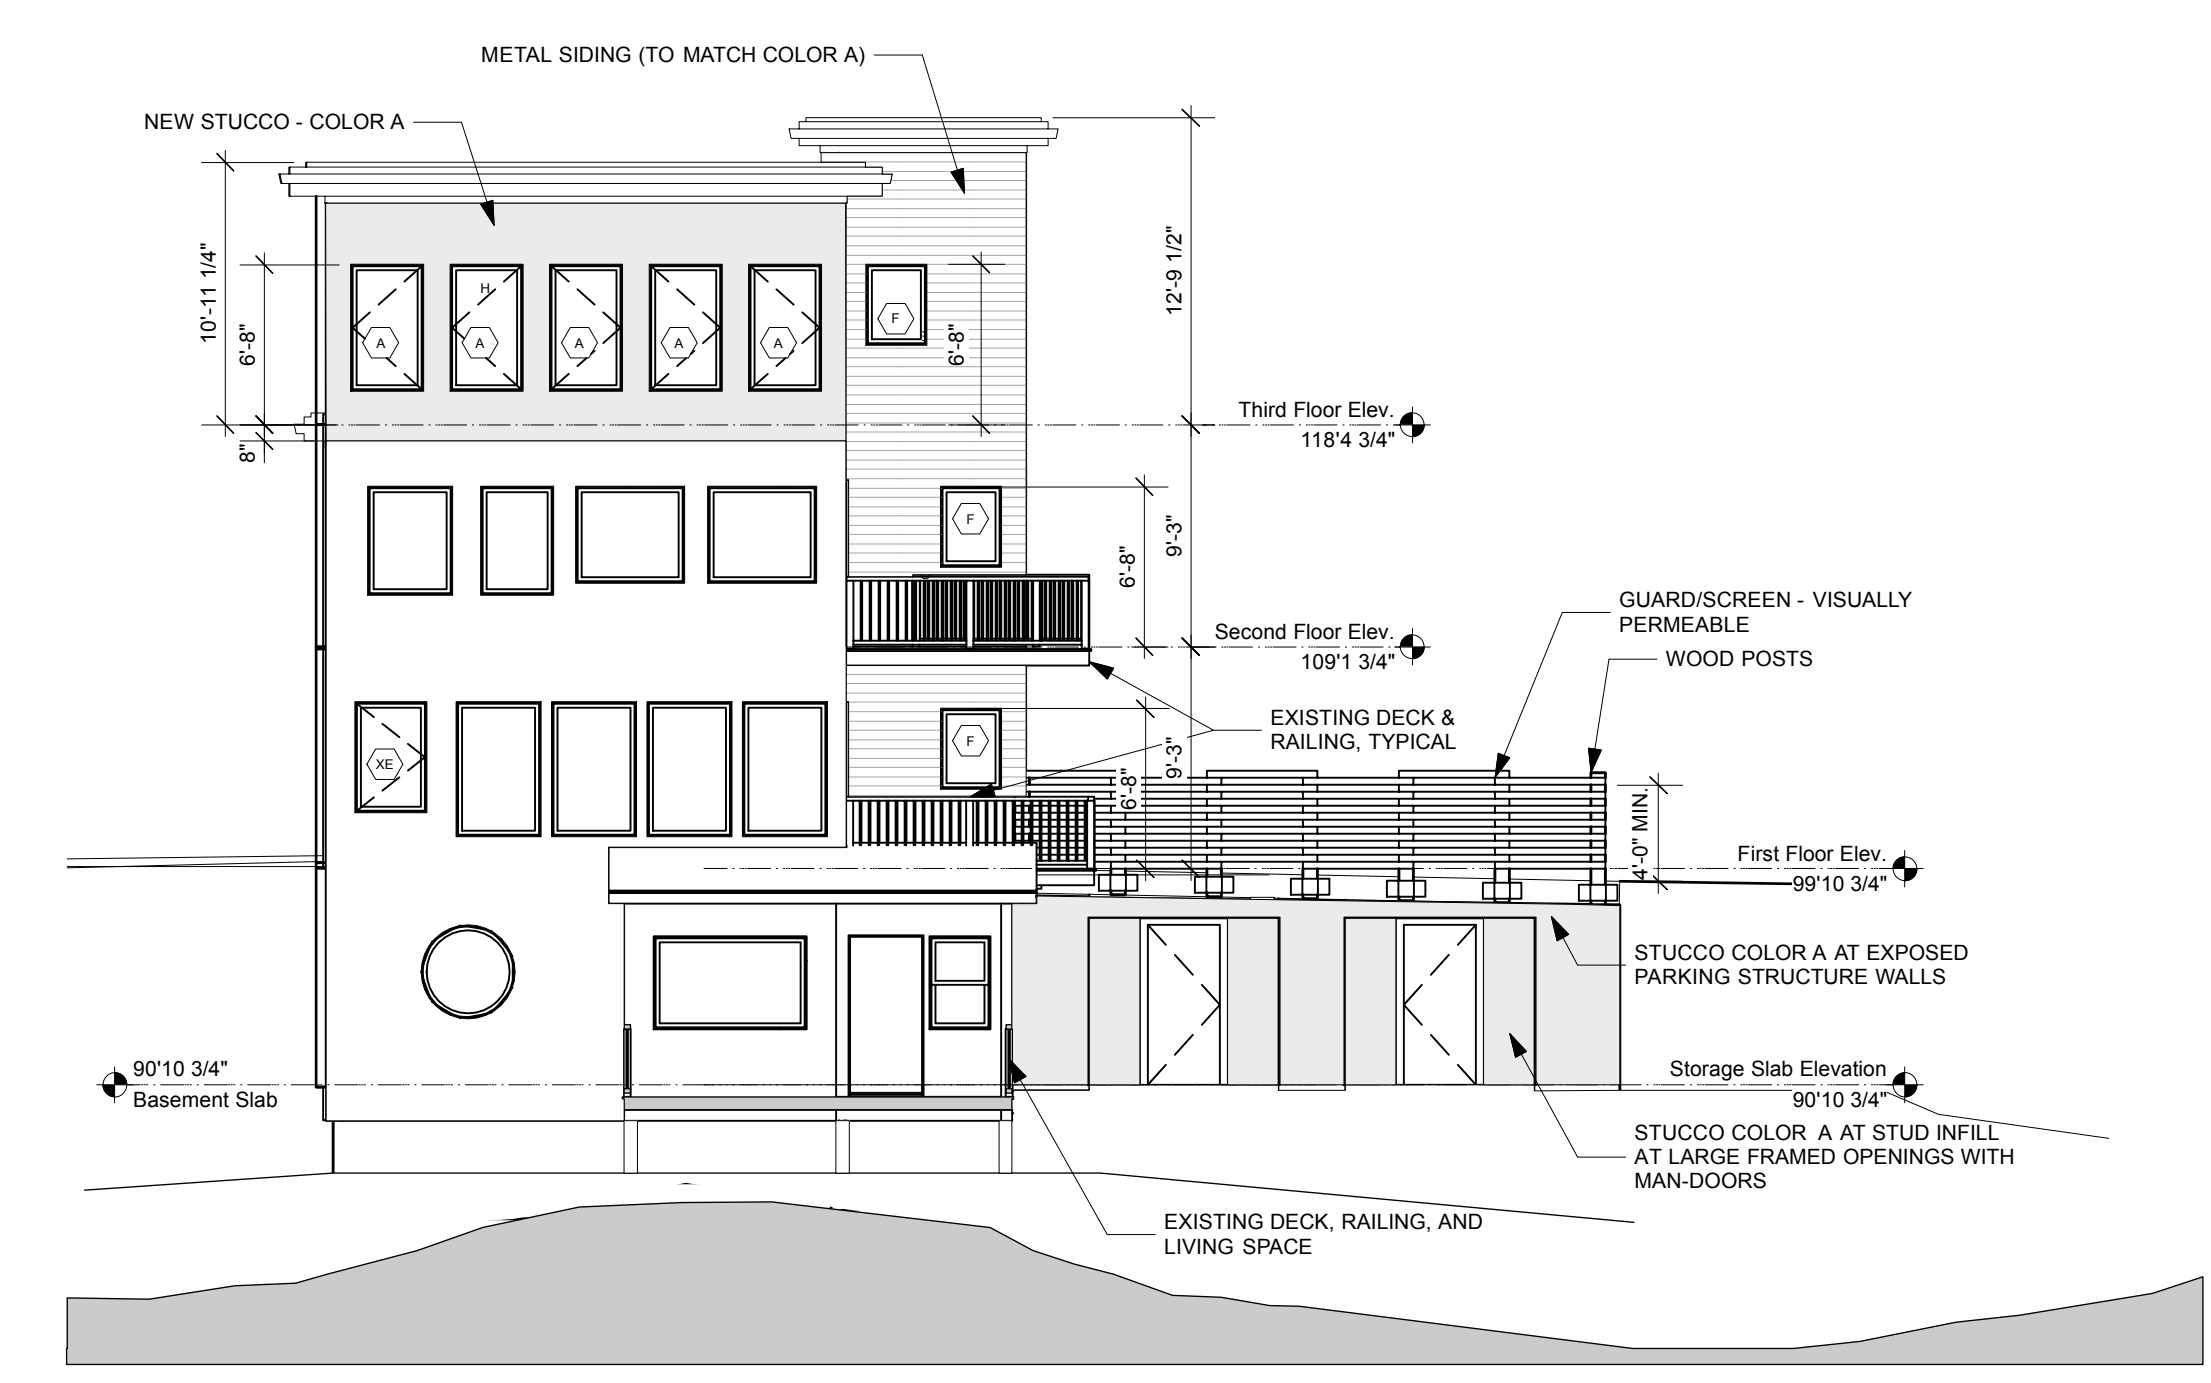 METAL SIDING (TO MATCH COLOR A)
NEW STUCCO - COLOR A
10'-11 1/4"
6'-8"
8"
A
H
A
A
A
A
F
6'-8"
12'-9 1/2"
Third Floor Elev.
118'4 3/4"
F
6'-8"
9'-3"
Second Floor Elev.
109'1 3/4"
GUARD/SCREEN - VISUALLY
PERMEABLE
WOOD POSTS
EXISTING DECK &
RAILING, TYPICAL
XE
F
6'-8"
9'-3"
4'-0" MIN.
First Floor Elev.
99'10 3/4"
STUCCO COLOR A AT EXPOSED
PARKING STRUCTURE WALLS
90'10 3/4"
Basement Slab
Storage Slab Elevation
90'10 3/4"
STUCCO COLOR A AT STUD INFILL
AT LARGE FRAMED OPENINGS WITH
MAN-DOORS
EXISTING DECK, RAILING, AND
LIVING SPACE